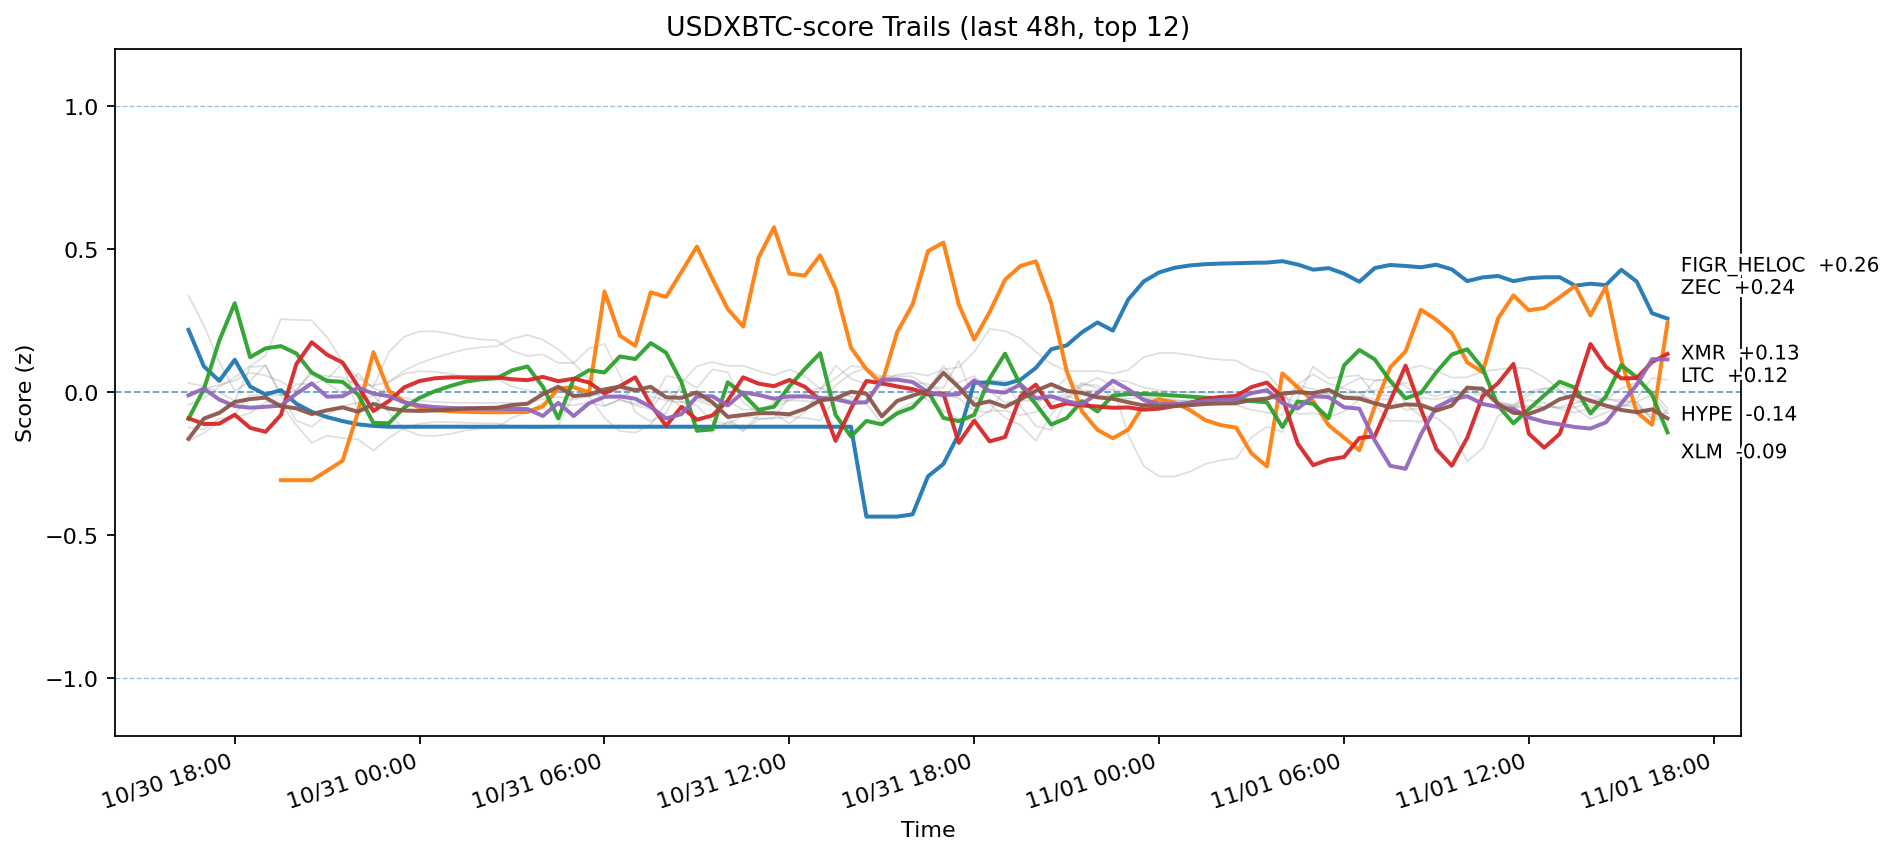 USDXBTC-score Trails (last 48h, top 12)
Score (z)
1.0
0.5
0.0
−0.5
−1.0
FIGR_HELOC +0.26
ZEC +0.24
XMR +0.13
LTC +0.12
HYPE -0.14
XLM -0.09
10/30 18:00
10/31 00:00
10/31 06:00
10/31 12:00
10/31 18:00
11/01 00:00
11/01 06:00
11/01 12:00
11/01 18:00
Time